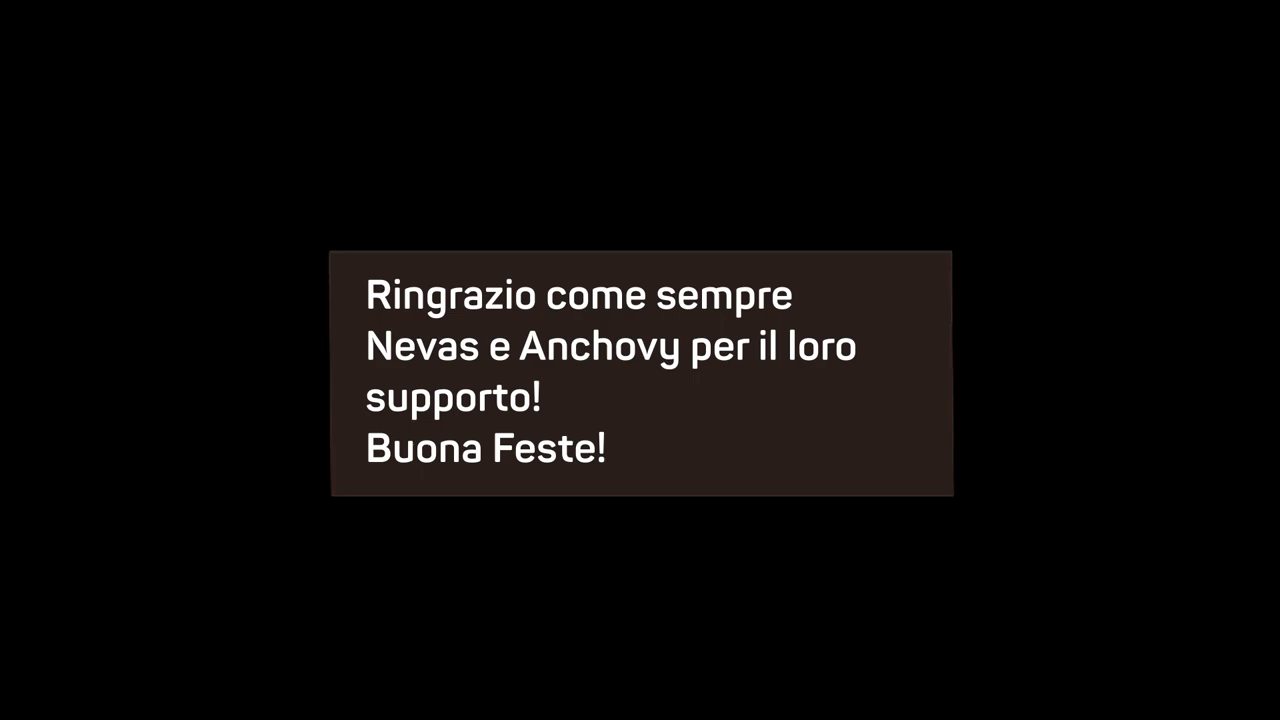 Ringrazio come sempre
Nevas e Anchovy per il loro
supporto!
Buona Feste!